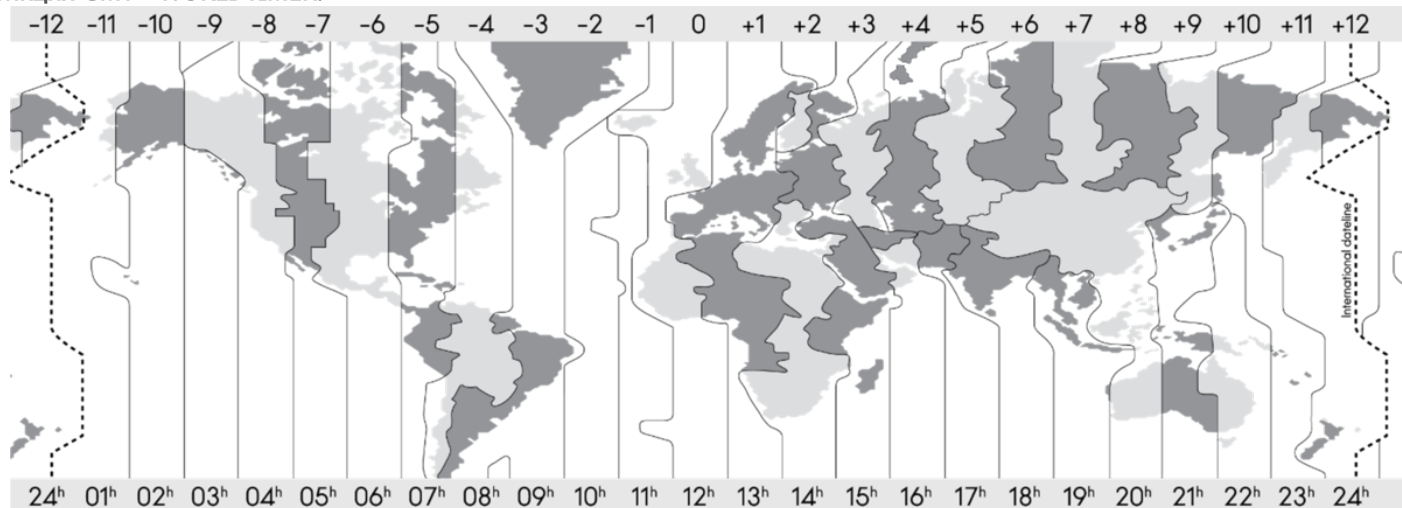 −12 −11 −10 −9 −8 −7 −6 −5 −4 −3 −2 −1 0 +1 +2 +3 +4 +5 +6 +7 +8 +9 +10 +11 +12
International dateline
24h 01h 02h 03h 04h 05h 06h 07h 08h 09h 10h 11h 12h 13h 14h 15h 16h 17h 18h 19h 20h 21h 22h 23h 24h